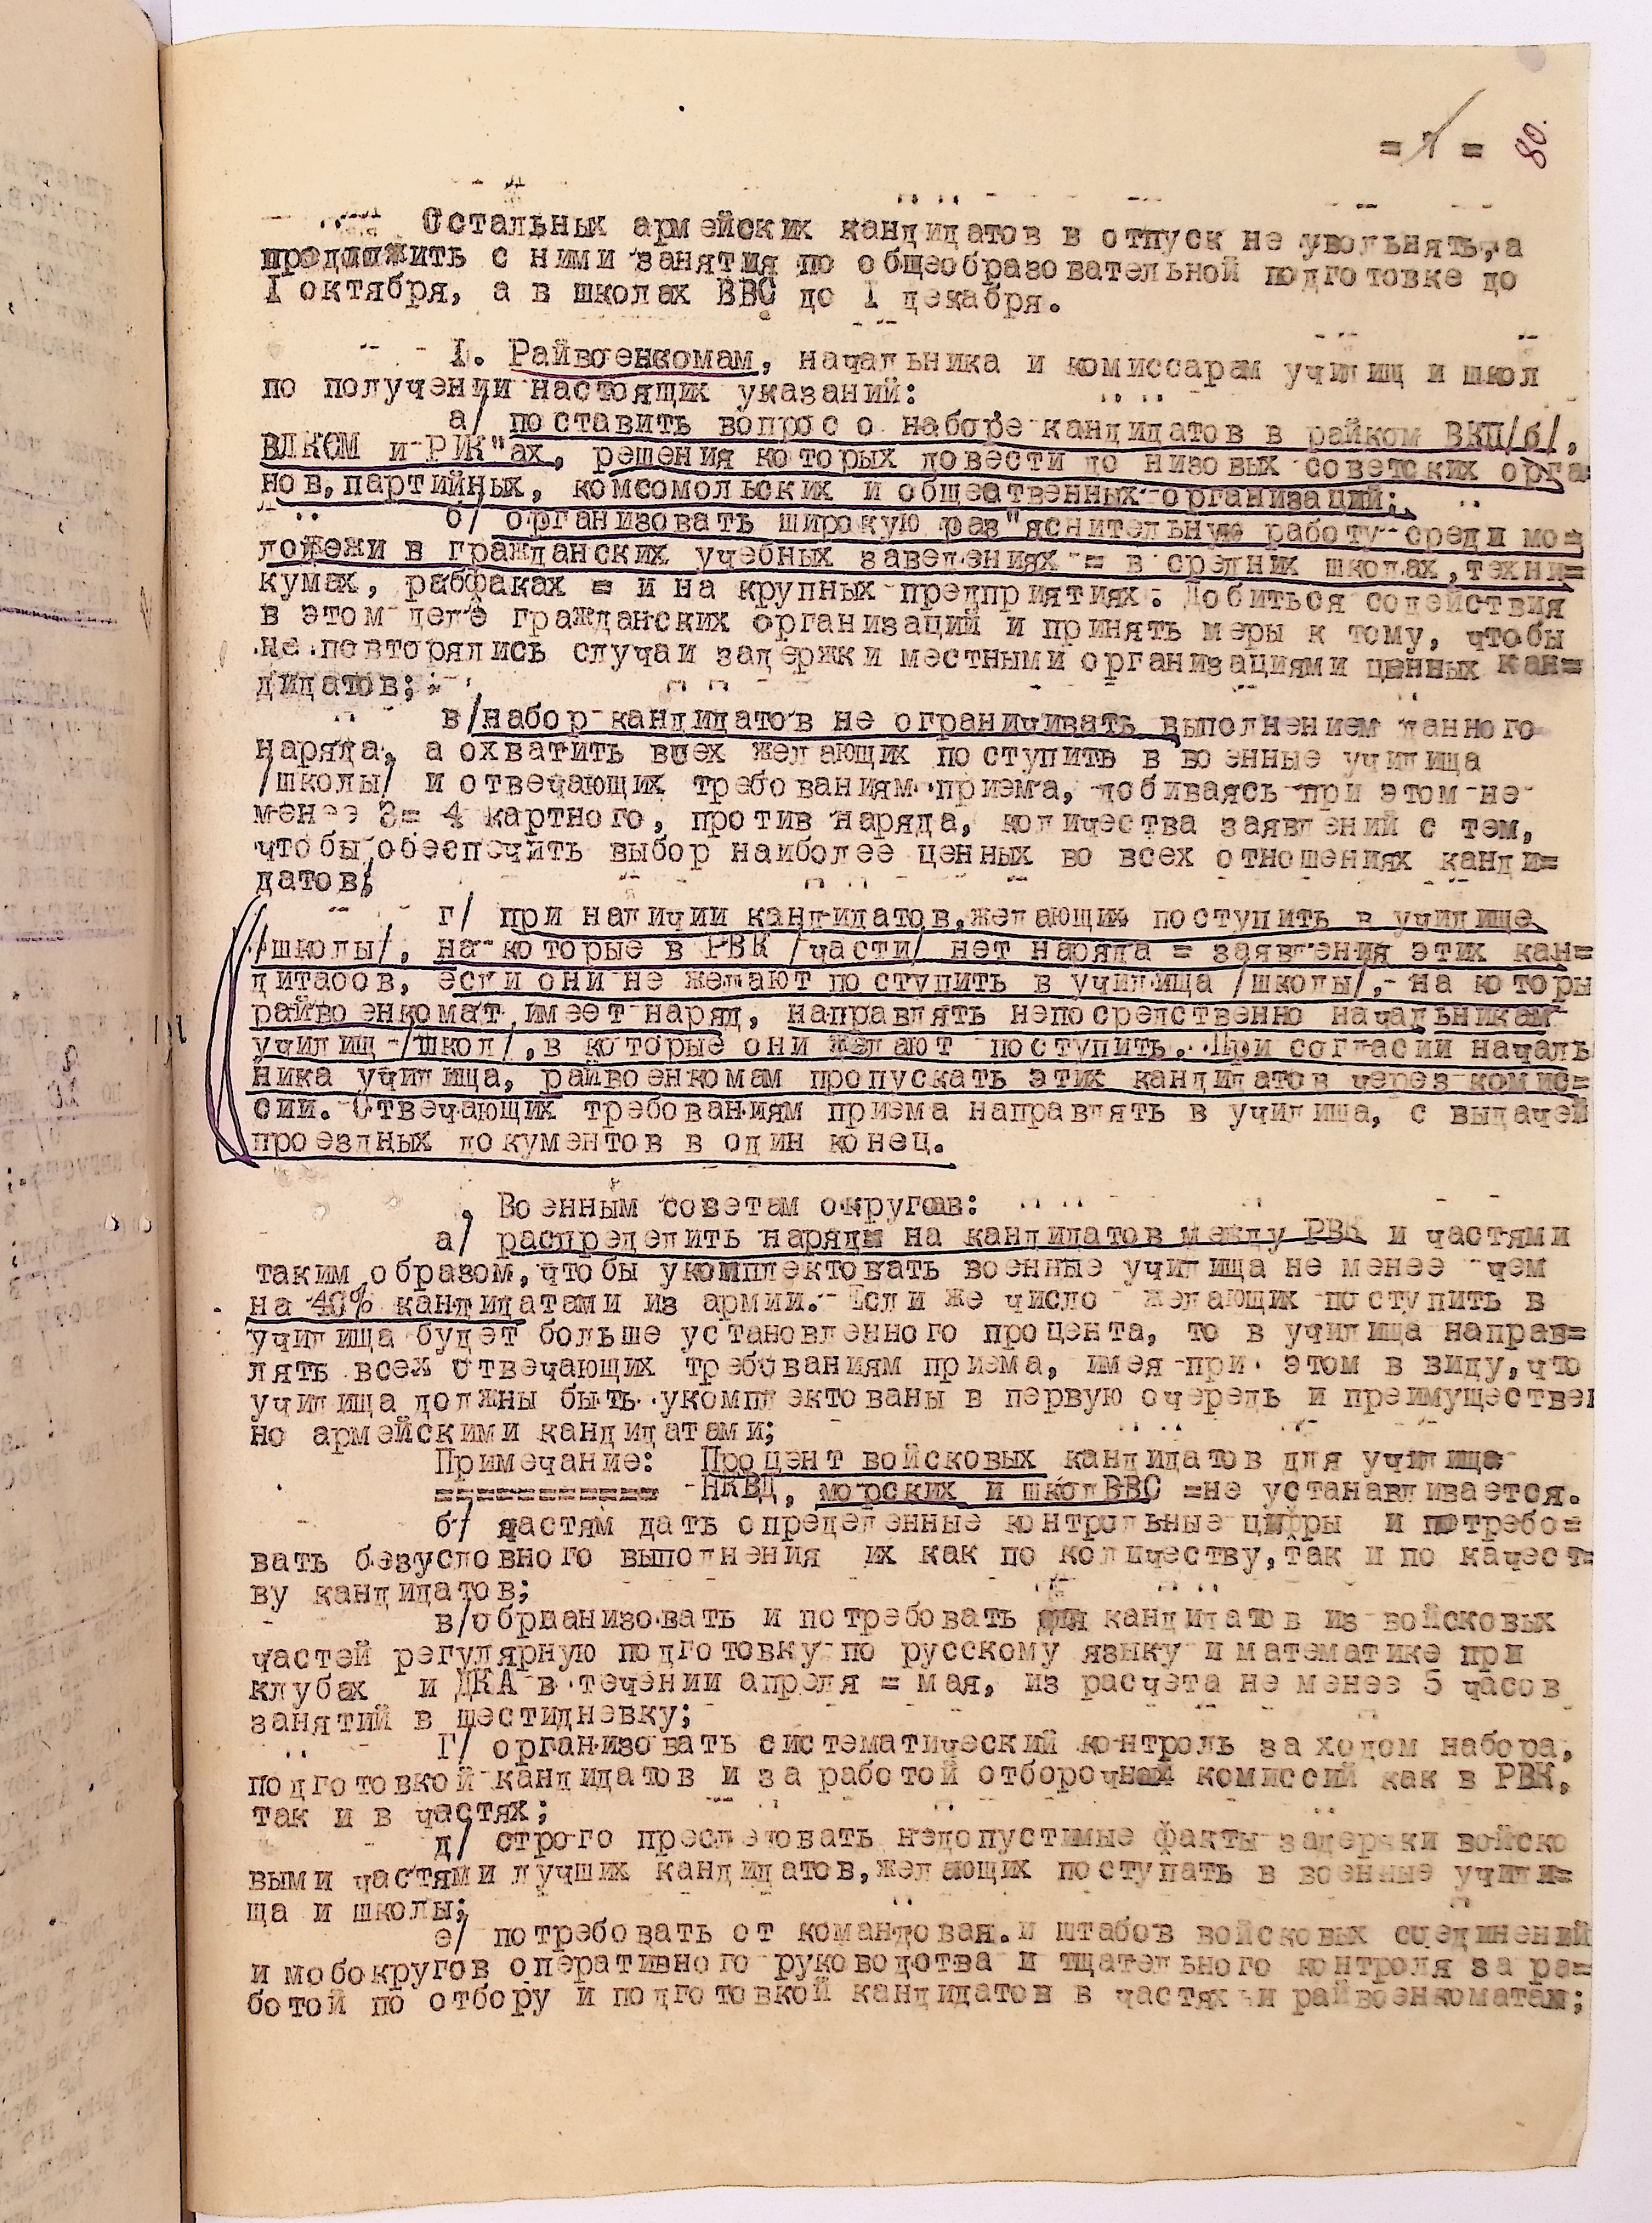 = 7 = 80.
Остальных армейских кандидатов в отпуск не увольнять, а
продлжить с ними занятия по общеобразовательной подготовке до
I октября, а в школах ВВС до I декабря.
I. Райвоенкомам, начальника и комиссарам училищ и школ
по получении настоящих указаний:
а/ поставить вопрос о наборе кандидатов в райком ВКП/б/,
ВЛКСМ и РИК"ах, решения которых довести до низовых советских орга=
нов, партийных, комсомольских и общеатвенных организаций;
б/ организовать широкую раз"яснительную работу среди мо=
лодежи в гражданских учебных заведениях = в средних школах, техни=
кумах, рабфаках = и на крупных предприятиях. Добиться содействия
в этом деле гражданских организаций и принять меры к тому, чтобы
не повторялись случаи задержки местными организациями ценных кан=
дидатов;
в/ набор кандидатов не ограничивать выполнением данного
наряда, а охватить всех желающих поступить в военные училища
/школы/ и отвечающих требованиям приема, добиваясь при этом не
менее 3= 4 картного, против наряда, количества заявлений с тем,
чтобы обеспечить выбор наиболее ценных во всех отношениях канди=
датов;
г/ при наличии кандидатов, желающих поступить в училище
/школы/, на которые в РВК /части/ нет наряда = заявления этих кан=
дитаов, если они не желают поступить в училища /школы/, на которы
райвоенкомат имеет наряд, направлять непосредственно начальникам
училищ /школ/, в которые они желают поступить. При согласии началь
ника училища, райвоенкомам пропускать этих кандидатов через комис=
сии. Отвечающих требованиям приема направлять в училища, с выдачей
проездных документов в один конец.
Военным советам округов:
а/ распределить наряды на кандидатов между РВК и частями
таким образом, чтобы укомплектовать военные училища не менее чем
на 40% кандидатами из армии. Если же число желающих поступить в
училища будет больше установленного процента, то в училища направ=
лять всех отвечающих требованиям приема, имея при этом в виду, что
училища должны быть укомплектованы в первую очередь и преимуществен
но армейскими кандидатами;
Примечание: Процент войсковых кандидатов для училища
============ НКВД, морских и школ ВВС =не устанавливается.
б/ частям дать определенные контрольные цифры и потребо=
вать безусловного выполнения их как по количеству, так и по качест=
ву кандидатов;
в/ обрганизовать и потребовать для кандидатов из войсковых
частей регулярную подготовку по русскому языку и математике при
клубах и ДКА в течении апреля = мая, из расчета не менее 5 часов
занятий в шестидневку;
Г/ организовать систематический контроль за ходом набора,
подготовкой кандидатов и за работой отборочной комиссий как в РВК,
так и в частях;
д/ строго преследовать недопустимые факты задержки войско
выми частями лучших кандидатов, желающих поступать в военные учили=
ща и школы;
е/ потребовать от командован. и штабов войсковых соединений
и мобокругов оперативного руководства и тщательного контроля за ра=
ботой по отбору и подготовкой кандидатов в частях и райвоенкоматам;